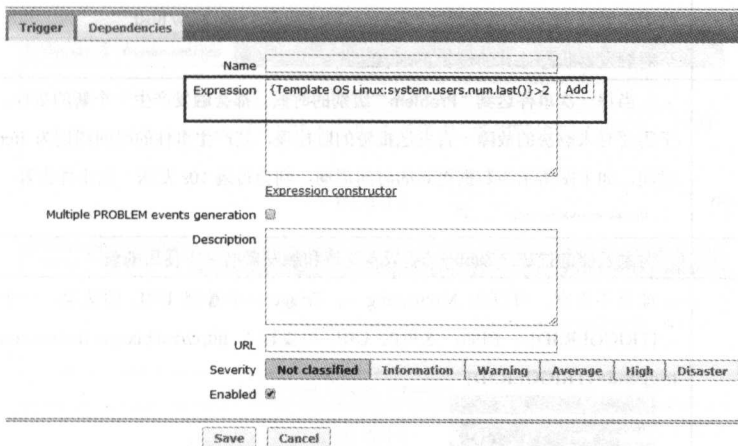 Trigger Dependencies
Name
Expression {Template OS Linux:system.users.num.last()}>2 Add
Expression constructor
Multiple PROBLEM events generation
Description
URL
Severity Not classified Information Warning Average High Disaster
Enabled
Save Cancel